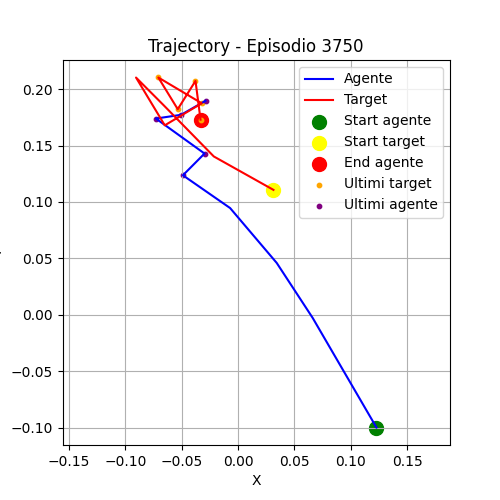 Trajectory - Episodio 3750
Agente
Target
Start agente
Start target
End agente
Ultimi target
Ultimi agente
0.20
0.15
0.10
0.05
0.00
−0.05
−0.10
−0.15 −0.10 −0.05 0.00 0.05 0.10 0.15
X